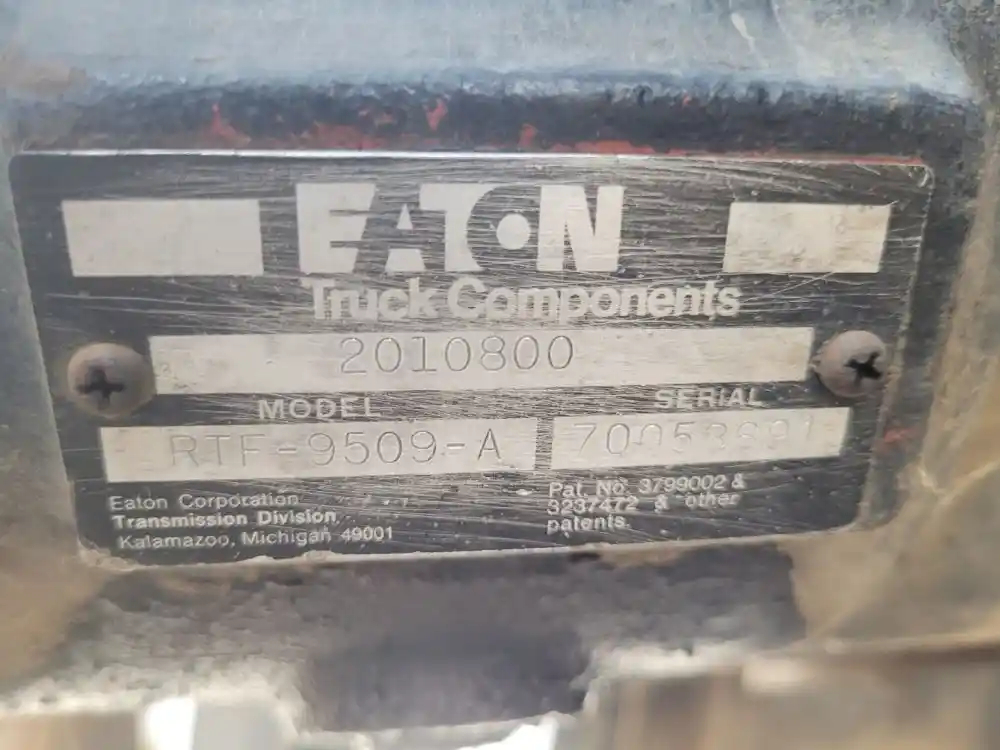 EATON
Truck Components
2010800
MODEL SERIAL
RTF-9509-A
Eaton Corporation
Transmission Division
Kalamazoo, Michigan 49001
Pat. No. 3799002 &
3237472 & other
patents.